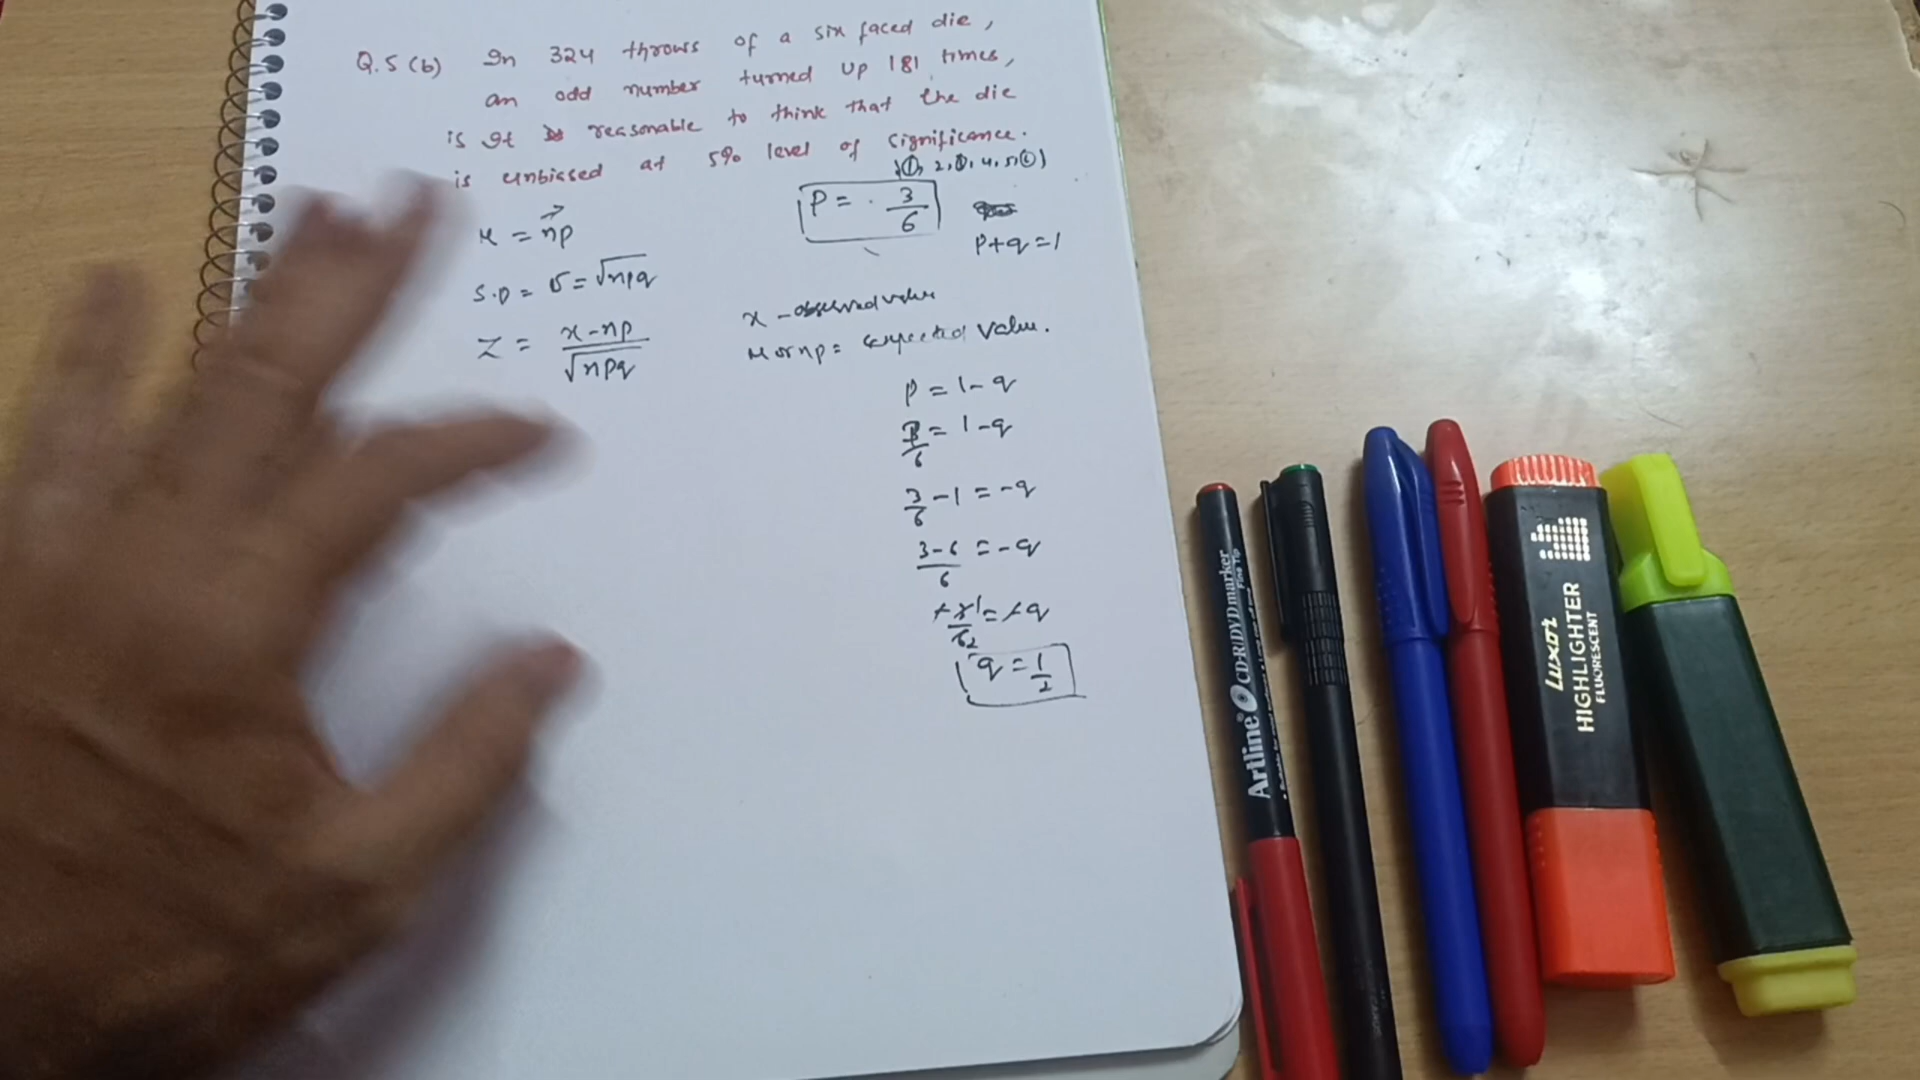 Q.5 (b) In 324 throws of a six faced die,
an odd number turned up 181 times,
is It reasonable to think that the die
is unbiased at 5% level of significance.
P = 3/6
P+q=1
μ = np
S.D = σ = √npq
Z = x-np/√npq
x - observed value
μ or np = expected value.
p = 1-q
3/6 = 1-q
3/6 - 1 = -q
3-6/6 = -q
q = 1/2
Artline CD-R/DVD marker
Fine Tip
Luxor
HIGHLIGHTER
FLUORESCENT